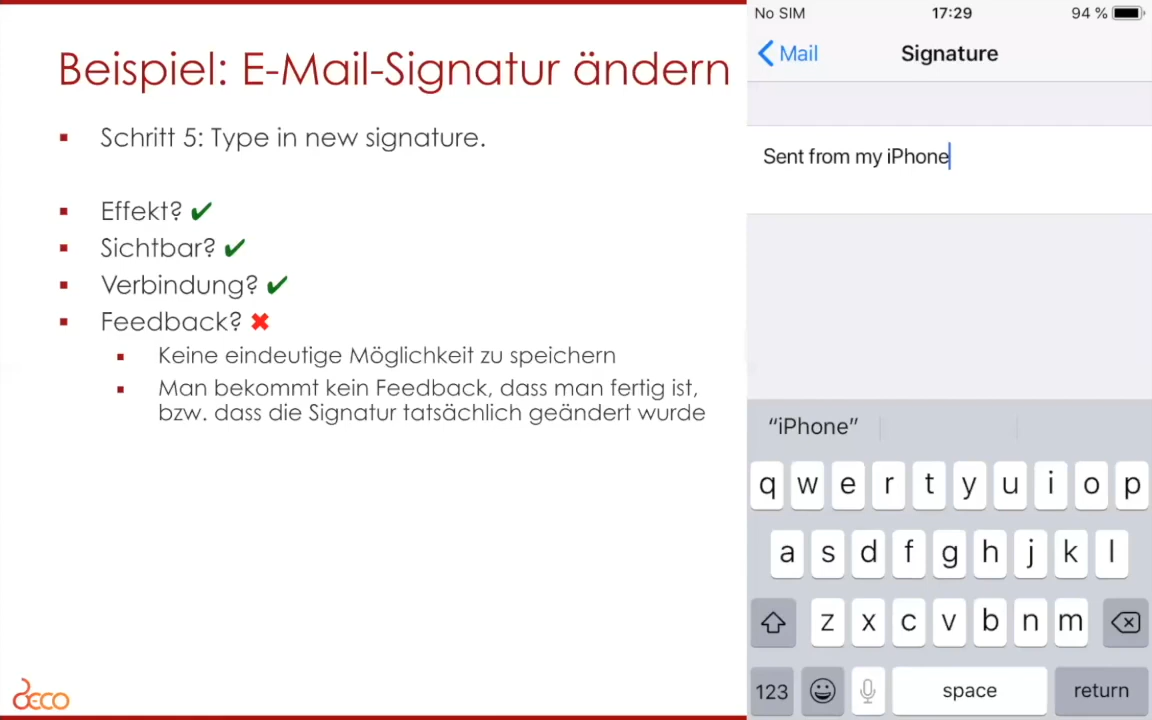 Beispiel: E-Mail-Signatur ändern
▪ Schritt 5: Type in new signature.
▪ Effekt? ✔
▪ Sichtbar? ✔
▪ Verbindung? ✔
▪ Feedback? ✖
▪ Keine eindeutige Möglichkeit zu speichern
▪ Man bekommt kein Feedback, dass man fertig ist,
bzw. dass die Signatur tatsächlich geändert wurde
DECO
No SIM 17:29 94 %
Mail Signature
Sent from my iPhone
“iPhone”
q w e r t y u i o p
a s d f g h j k l
z x c v b n m
123 space return